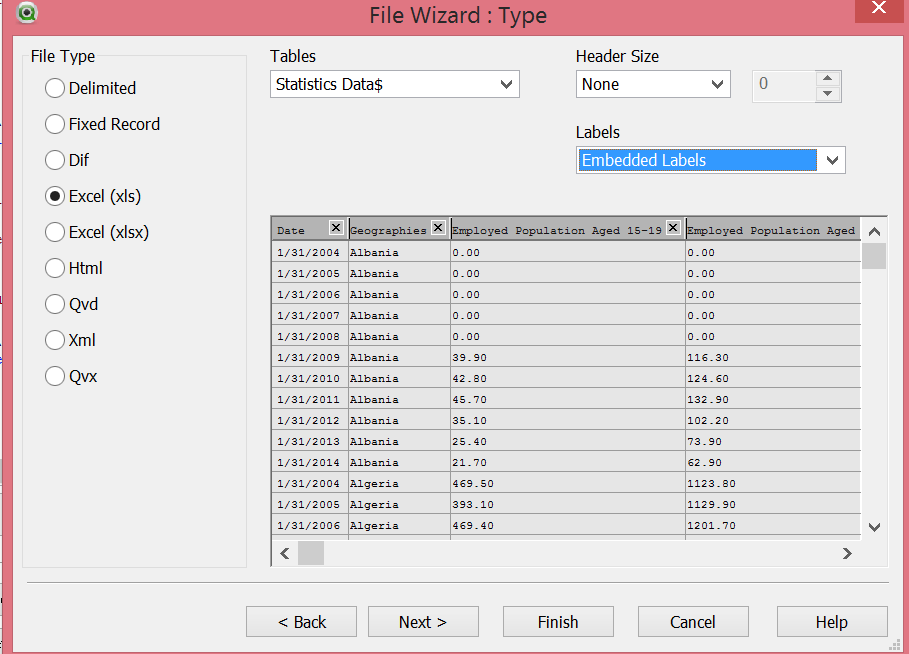 File Wizard : Type
File Type
Delimited
Fixed Record
Dif
Excel (xls)
Excel (xlsx)
Html
Qvd
Xml
Qvx
Tables
Statistics Data$
Header Size
None
0
Labels
Embedded Labels
Date Geographies Employed Population Aged 15-19 Employed Population Aged
1/31/2004 Albania 0.00 0.00
1/31/2005 Albania 0.00 0.00
1/31/2006 Albania 0.00 0.00
1/31/2007 Albania 0.00 0.00
1/31/2008 Albania 0.00 0.00
1/31/2009 Albania 39.90 116.30
1/31/2010 Albania 42.80 124.60
1/31/2011 Albania 45.70 132.90
1/31/2012 Albania 35.10 102.20
1/31/2013 Albania 25.40 73.90
1/31/2014 Albania 21.70 62.90
1/31/2004 Algeria 469.50 1123.80
1/31/2005 Algeria 393.10 1129.90
1/31/2006 Algeria 469.40 1201.70
< Back
Next >
Finish
Cancel
Help